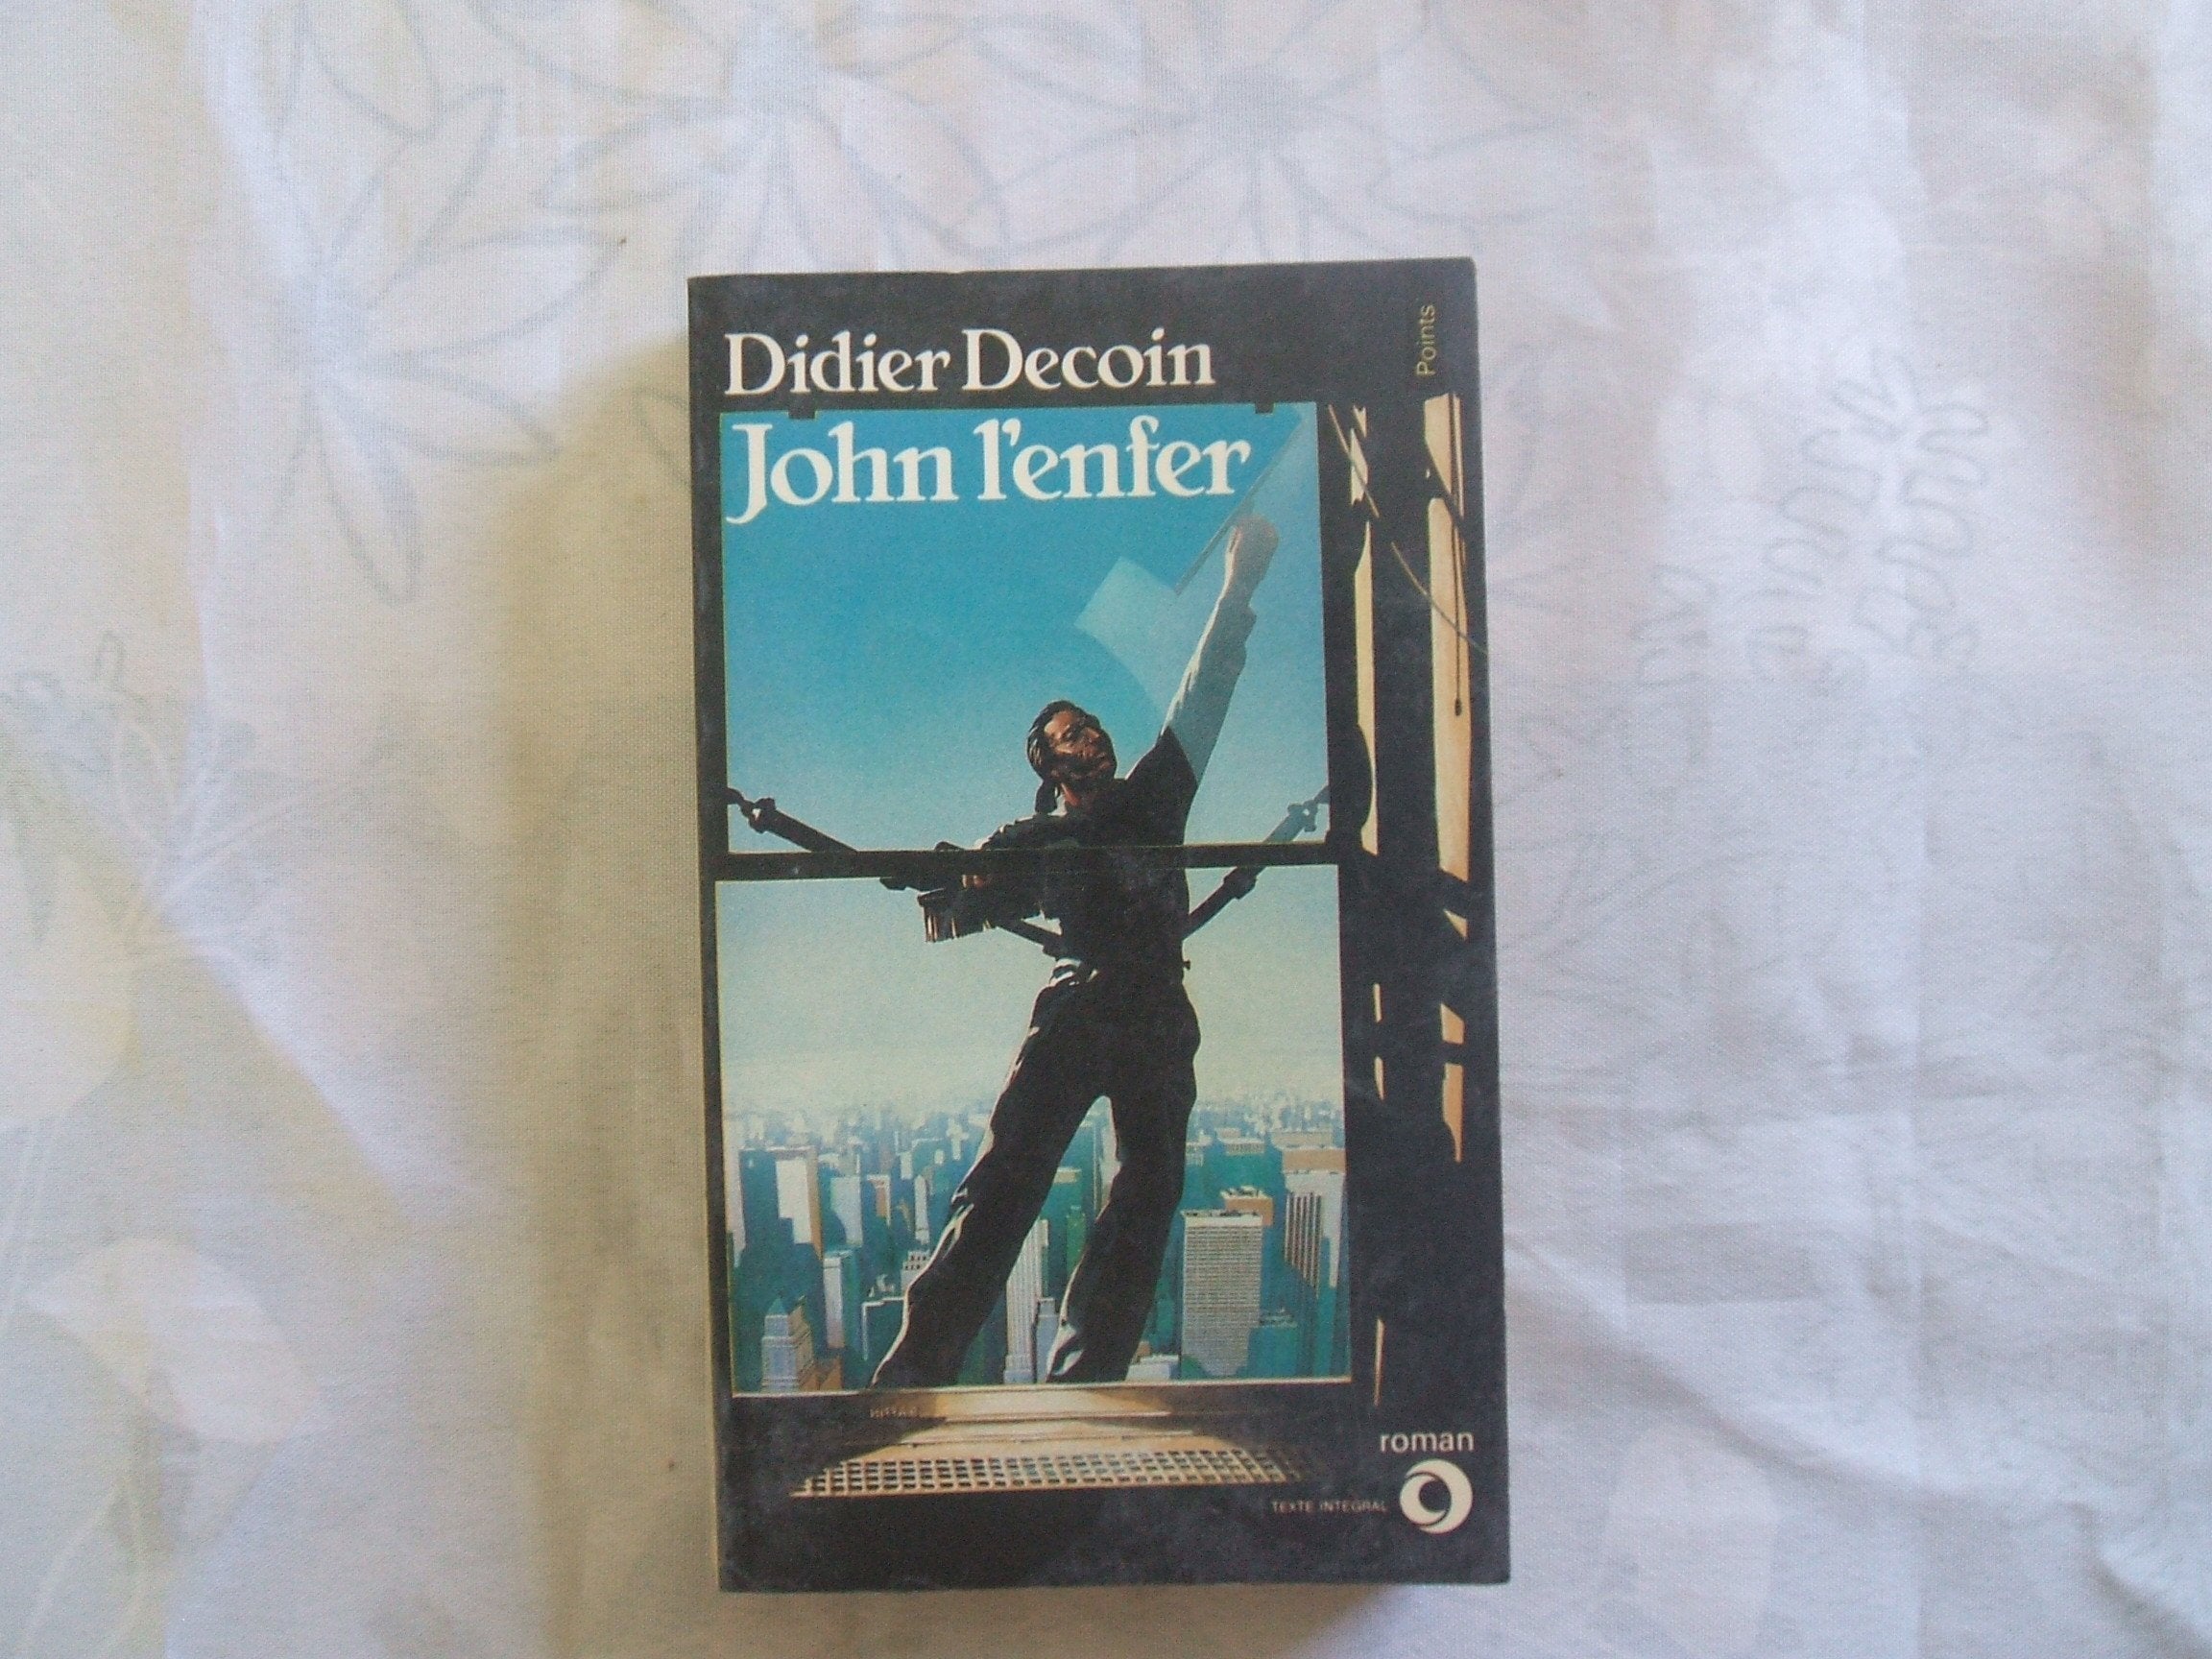 Didier Decoin
Points
John l'enfer
roman
TEXTE INTEGRAL